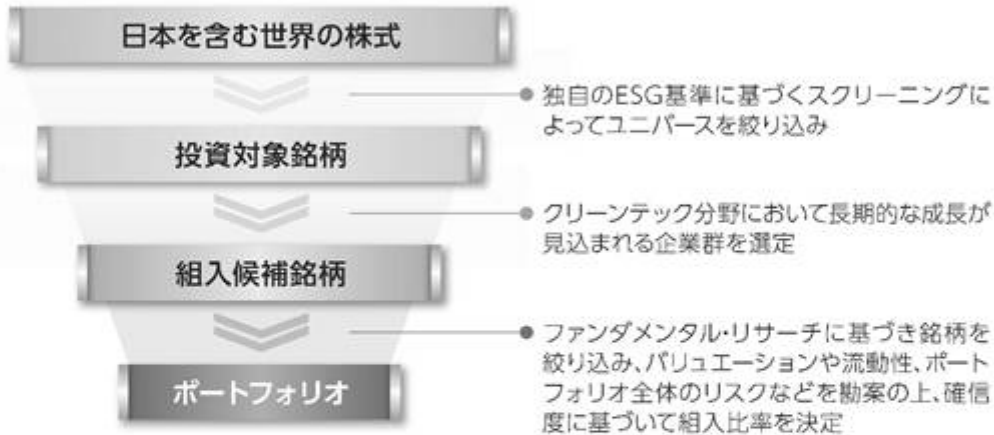 日本を含む世界の株式
独自のESG基準に基づくスクリーニングに
よってユニバースを絞り込み
投資対象銘柄
クリーンテック分野において長期的な成長が
見込まれる企業群を選定
組入候補銘柄
ファンダメンタル・リサーチに基づき銘柄を
絞り込み、バリュエーションや流動性、ポート
フォリオ全体のリスクなどを勘案の上、確信
度に基づいて組入比率を決定
ポートフォリオ